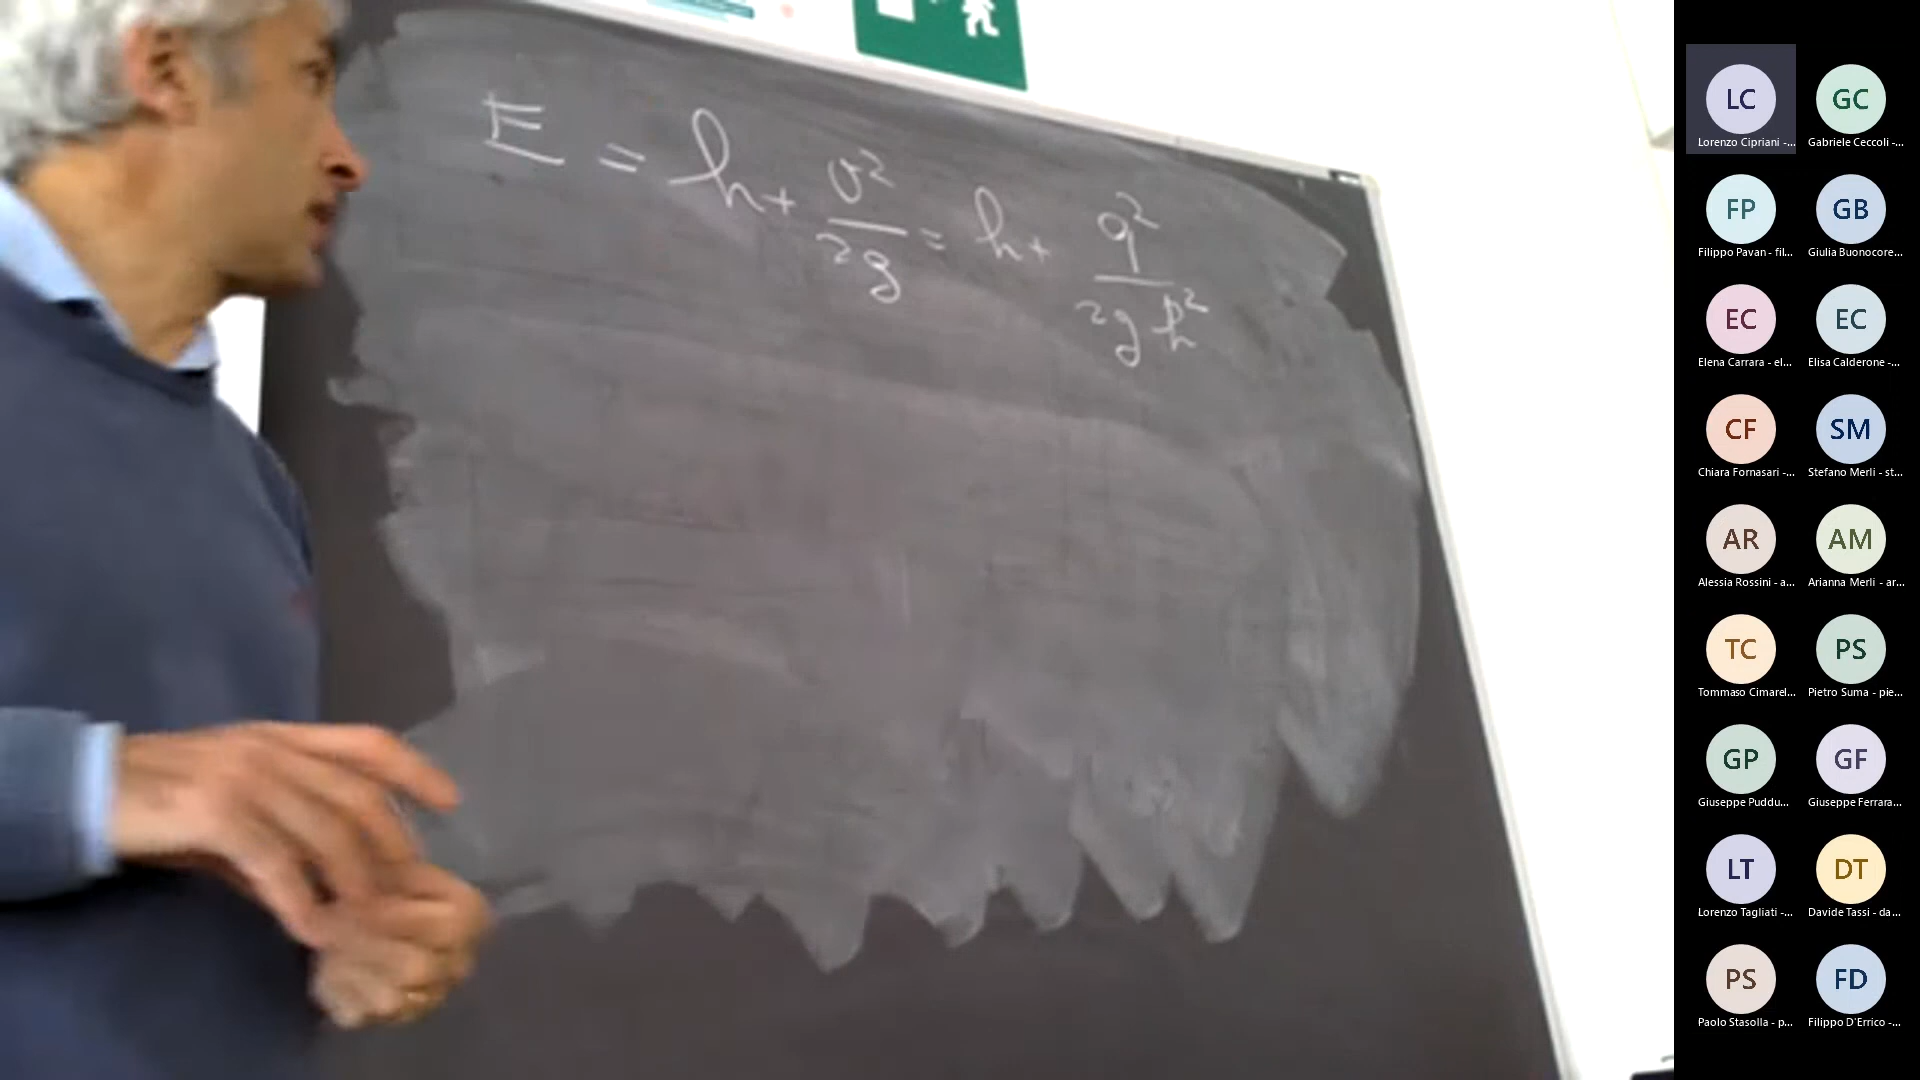 E = h + v²/2g = h + q²/2gh²
LC GC
Lorenzo Cipriani -... Gabriele Ceccoli -...
FP GB
Filippo Pavan - fil... Giulia Buonocore...
EC EC
Elena Carrara - el... Elisa Calderone -...
CF SM
Chiara Fornasari -... Stefano Merli - st...
AR AM
Alessia Rossini - a... Arianna Merli - ar...
TC PS
Tommaso Cimarel... Pietro Suma - pie...
GP GF
Giuseppe Puddu... Giuseppe Ferrara...
LT DT
Lorenzo Tagliati -... Davide Tassi - da...
PS FD
Paolo Stasolla - p... Filippo D'Errico -...